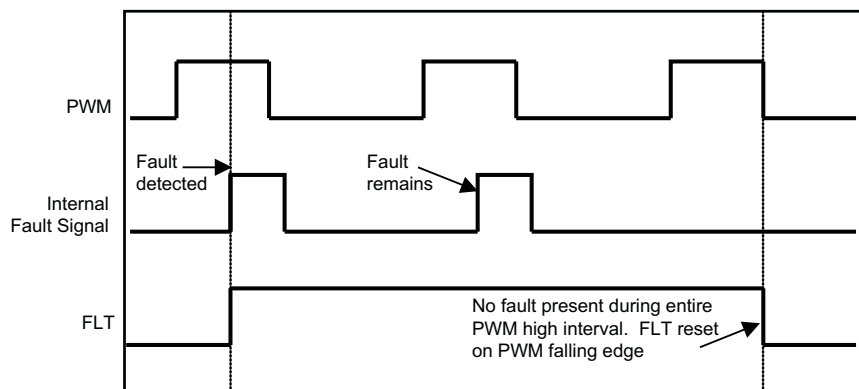 PWM
Fault
detected
Fault
remains
Internal
Fault Signal
No fault present during entire
PWM high interval. FLT reset
on PWM falling edge
FLT